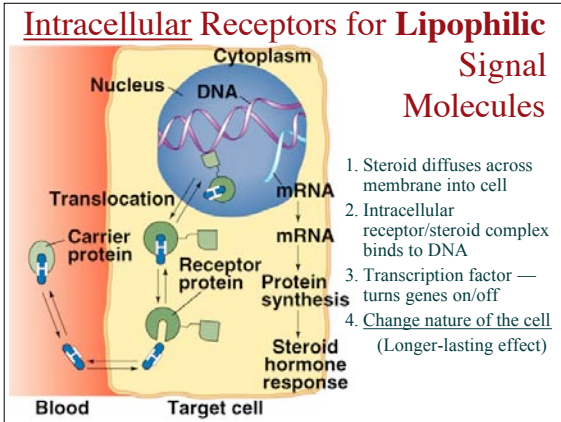 Intracellular Receptors for Lipophilic
Signal
Molecules
Cytoplasm
Nucleus
DNA
Translocation
mRNA
Carrier
protein
mRNA
Receptor
protein
Protein
synthesis
Steroid
hormone
response
H
H
H
H
Blood
Target cell
1. Steroid diffuses across
membrane into cell
2. Intracellular
receptor/steroid complex
binds to DNA
3. Transcription factor —
turns genes on/off
4. Change nature of the cell
(Longer-lasting effect)